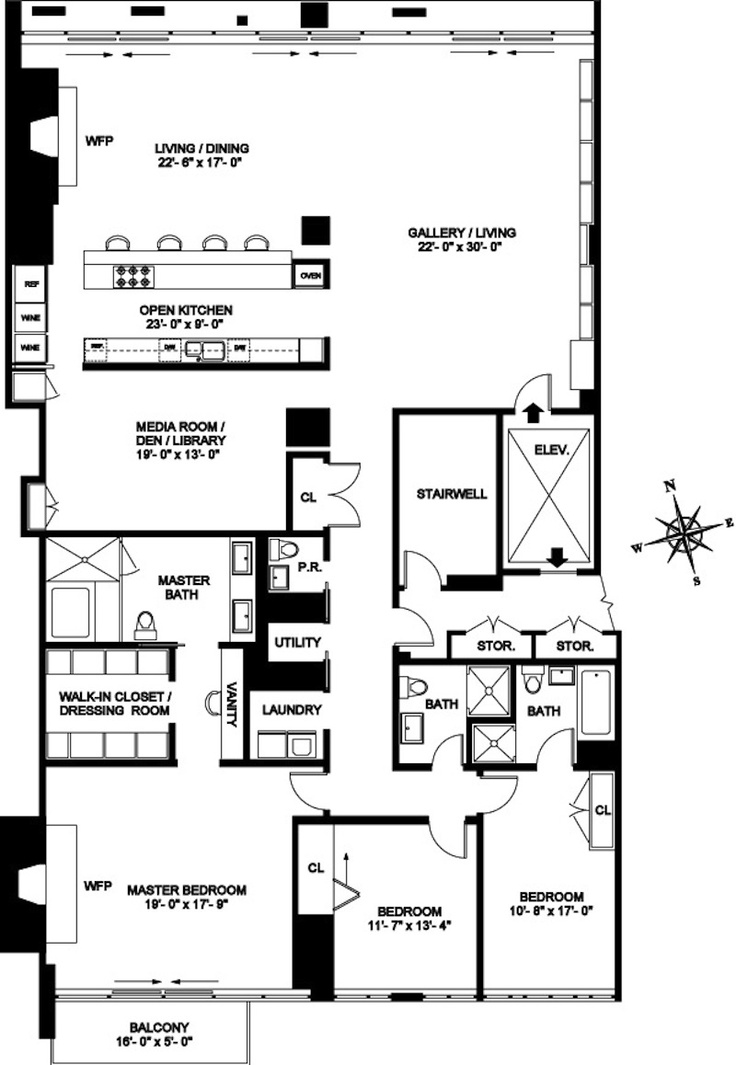 WFP
LIVING / DINING
22'- 6" x 17'- 0"
GALLERY / LIVING
22'- 0" x 30'- 0"
REF
OVEN
WINE
OPEN KITCHEN
23'- 0" x 9'- 0"
WINE
REF
DW
DW
MEDIA ROOM /
DEN / LIBRARY
19'- 0" x 13'- 0"
ELEV.
CL
STAIRWELL
N
W
E
S
P.R.
MASTER
BATH
UTILITY
STOR.
STOR.
WALK-IN CLOSET /
DRESSING ROOM
VANITY
LAUNDRY
BATH
BATH
CL
CL
WFP
MASTER BEDROOM
19'- 0" x 17'- 9"
BEDROOM
11'- 7" x 13'- 4"
BEDROOM
10'- 8" x 17'- 0"
BALCONY
16'- 0" x 5'- 0"